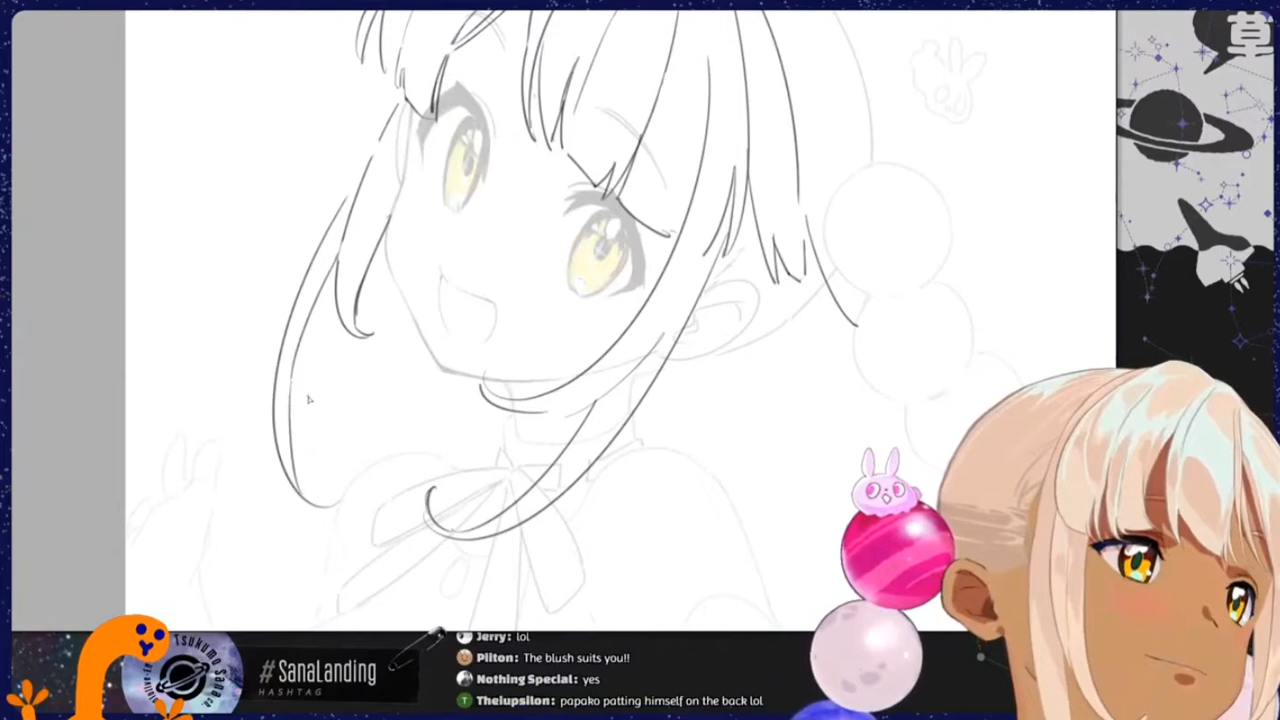 草
Tsukumo Sana
# SanaLanding
HASHTAG
Jerry: lol
Pliton: The blush suits you!!
Nothing Special: yes
T Theiupsilon: papako patting himself on the back lol